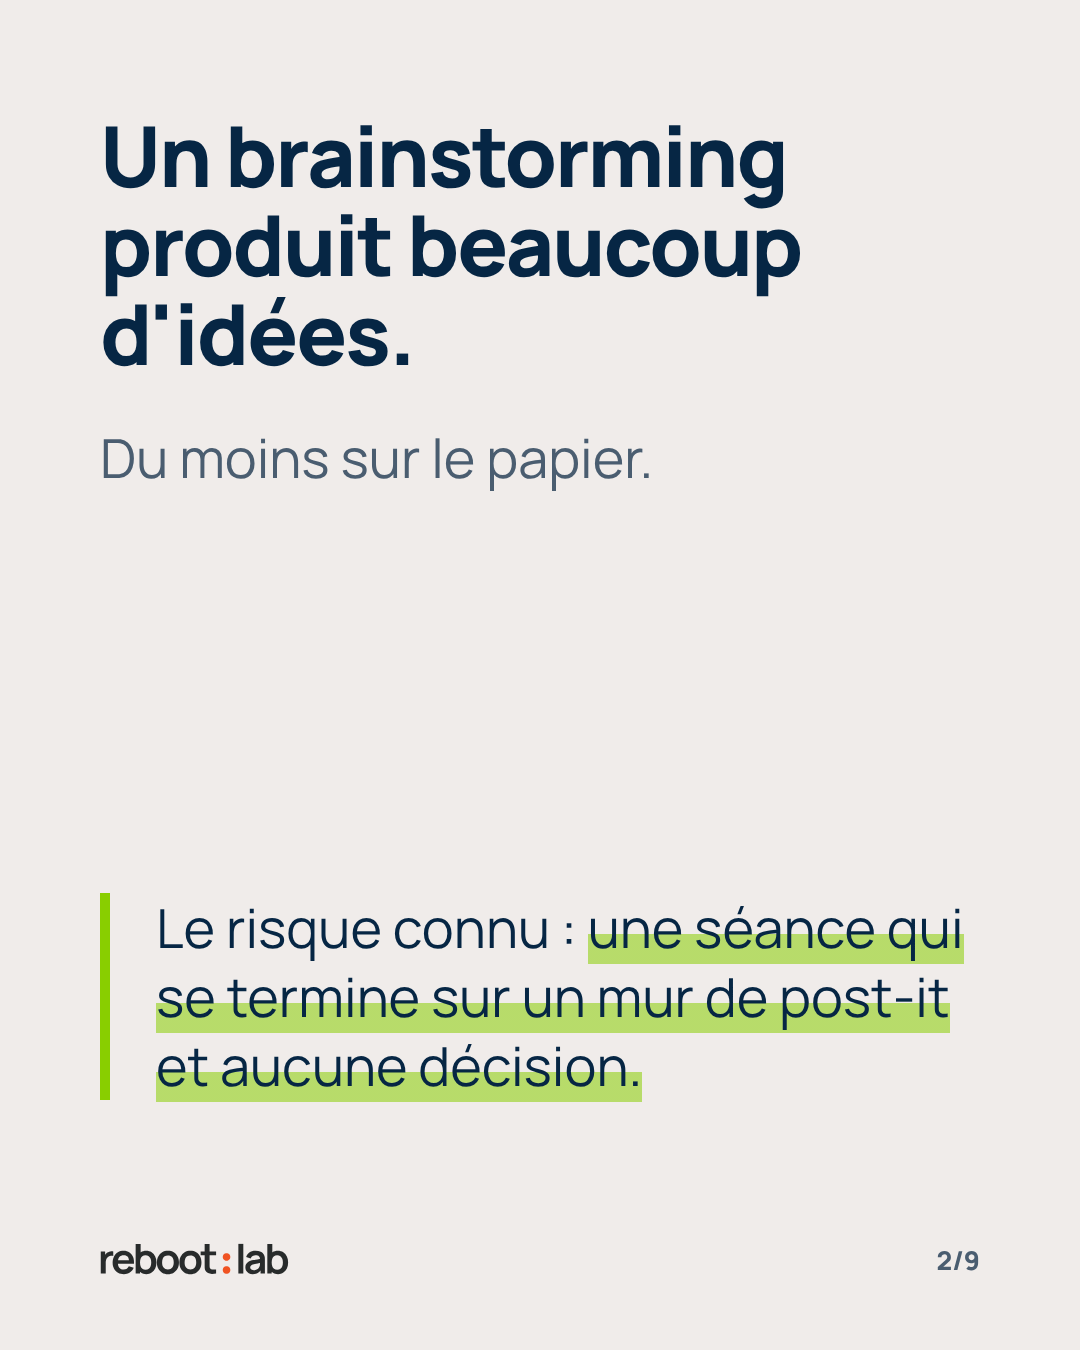 Un brainstorming
produit beaucoup
d'idées.
Du moins sur le papier.
Le risque connu : une séance qui
se termine sur un mur de post-it
et aucune décision.
reboot:lab
2/9